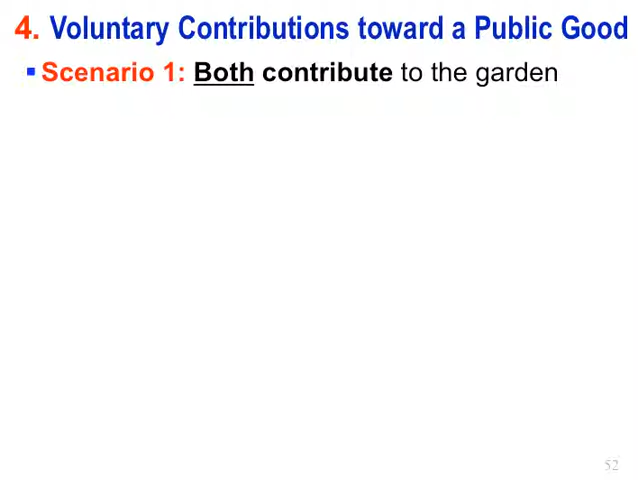 4. Voluntary Contributions toward a Public Good
▪ Scenario 1: Both contribute to the garden
52